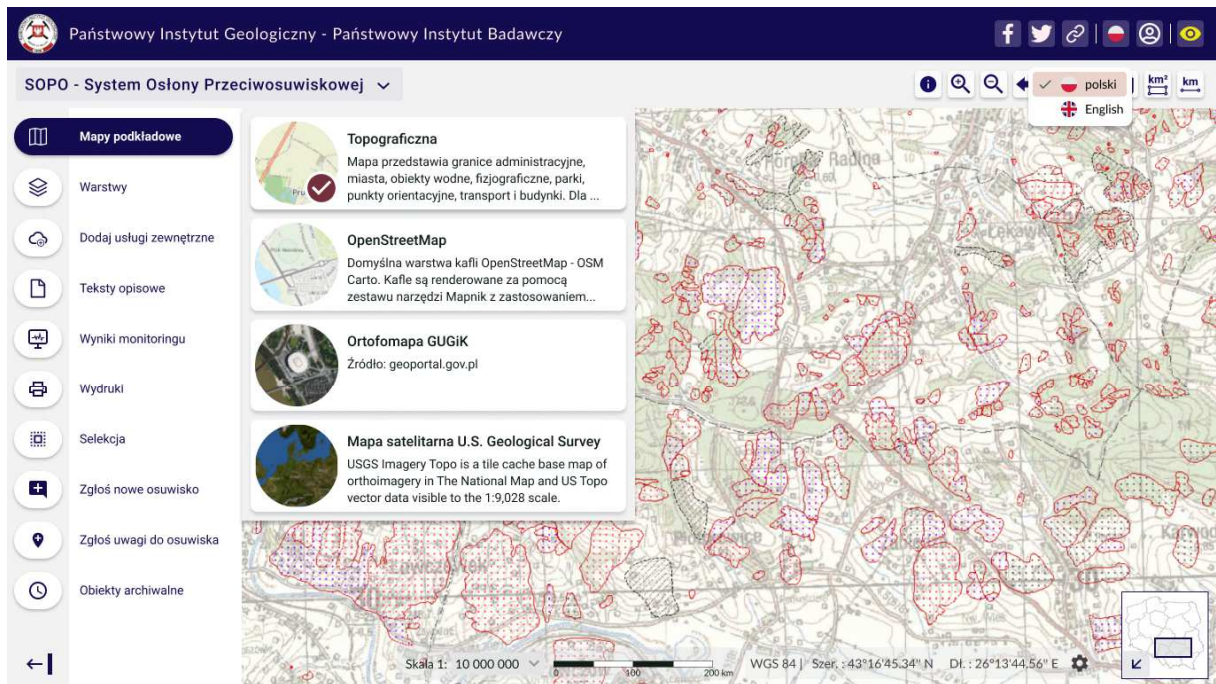 Państwowy Instytut Geologiczny - Państwowy Instytut Badawczy
SOPO - System Osłony Przeciwosuwiskowej
polski
English
km²
km
Mapy podkładowe
Warstwy
Dodaj usługi zewnętrzne
Teksty opisowe
Wyniki monitoringu
Wydruki
Selekcja
Zgłoś nowe osuwisko
Zgłoś uwagi do osuwiska
Obiekty archiwalne
Topograficzna
Mapa przedstawia granice administracyjne,
miasta, obiekty wodne, fizjograficzne, parki,
punkty orientacyjne, transport i budynki. Dla ...
Pru
OpenStreetMap
Domyślna warstwa kafli OpenStreetMap - OSM
Carto. Kafle są renderowane za pomocą
zestawu narzędzi Mapnik z zastosowaniem...
Ortofomapa GUGiK
Źródło: geoportal.gov.pl
Mapa satelitarna U.S. Geological Survey
USGS Imagery Topo is a tile cache base map of
orthoimagery in The National Map and US Topo
vector data visible to the 1:9,028 scale.
Radlna
Skala 1: 10 000 000
0 100 200 km
WGS 84 | Szer. : 43°16'45.34" N Dł. : 26°13'44.56" E